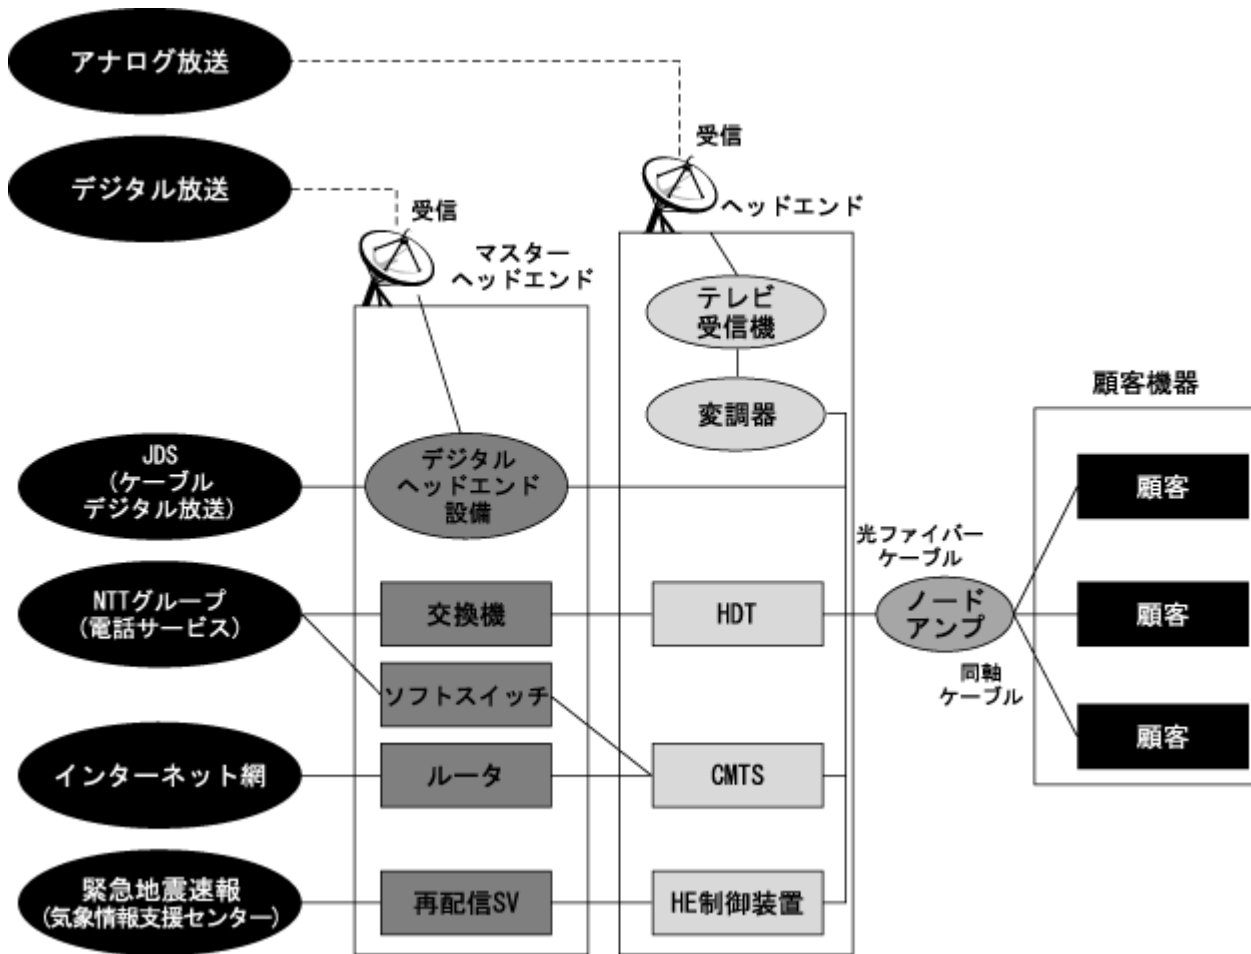 アナログ放送
デジタル放送
受信
受信
ヘッドエンド
マスター
ヘッドエンド
テレビ
受信機
変調器
顧客機器
JDS
(ケーブル
デジタル放送)
デジタル
ヘッドエンド
設備
顧客
光ファイバー
ケーブル
NTTグループ
(電話サービス)
交換機
HDT
ノード
アンプ
顧客
ソフトスイッチ
同軸
ケーブル
顧客
インターネット網
ルータ
CMTS
緊急地震速報
(気象情報支援センター)
再配信SV
HE制御装置